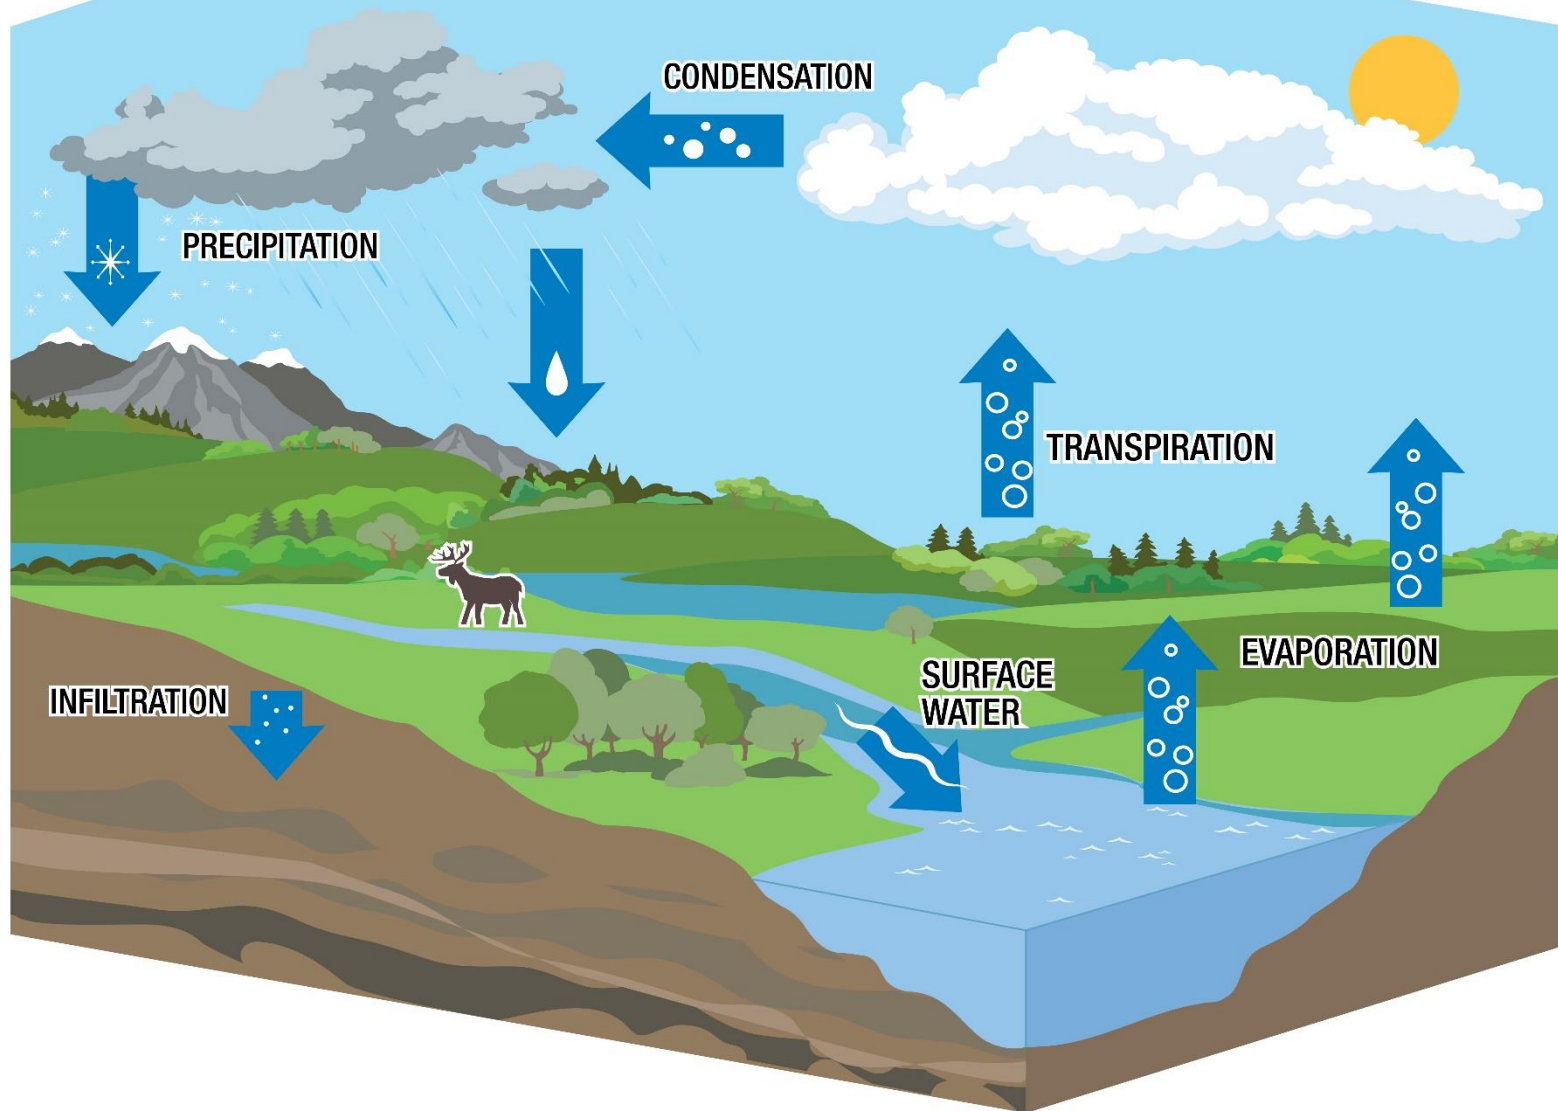 CONDENSATION
PRECIPITATION
TRANSPIRATION
EVAPORATION
SURFACE
WATER
INFILTRATION